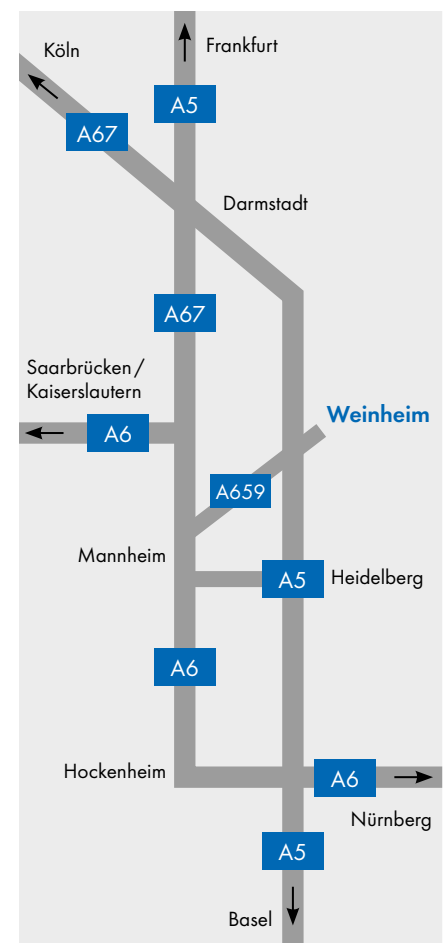 Köln
Frankfurt
A5
A67
Darmstadt
A67
Saarbrücken/
Kaiserslautern
Weinheim
A6
A659
Mannheim
A5
Heidelberg
A6
Hockenheim
A6
Nürnberg
A5
Basel